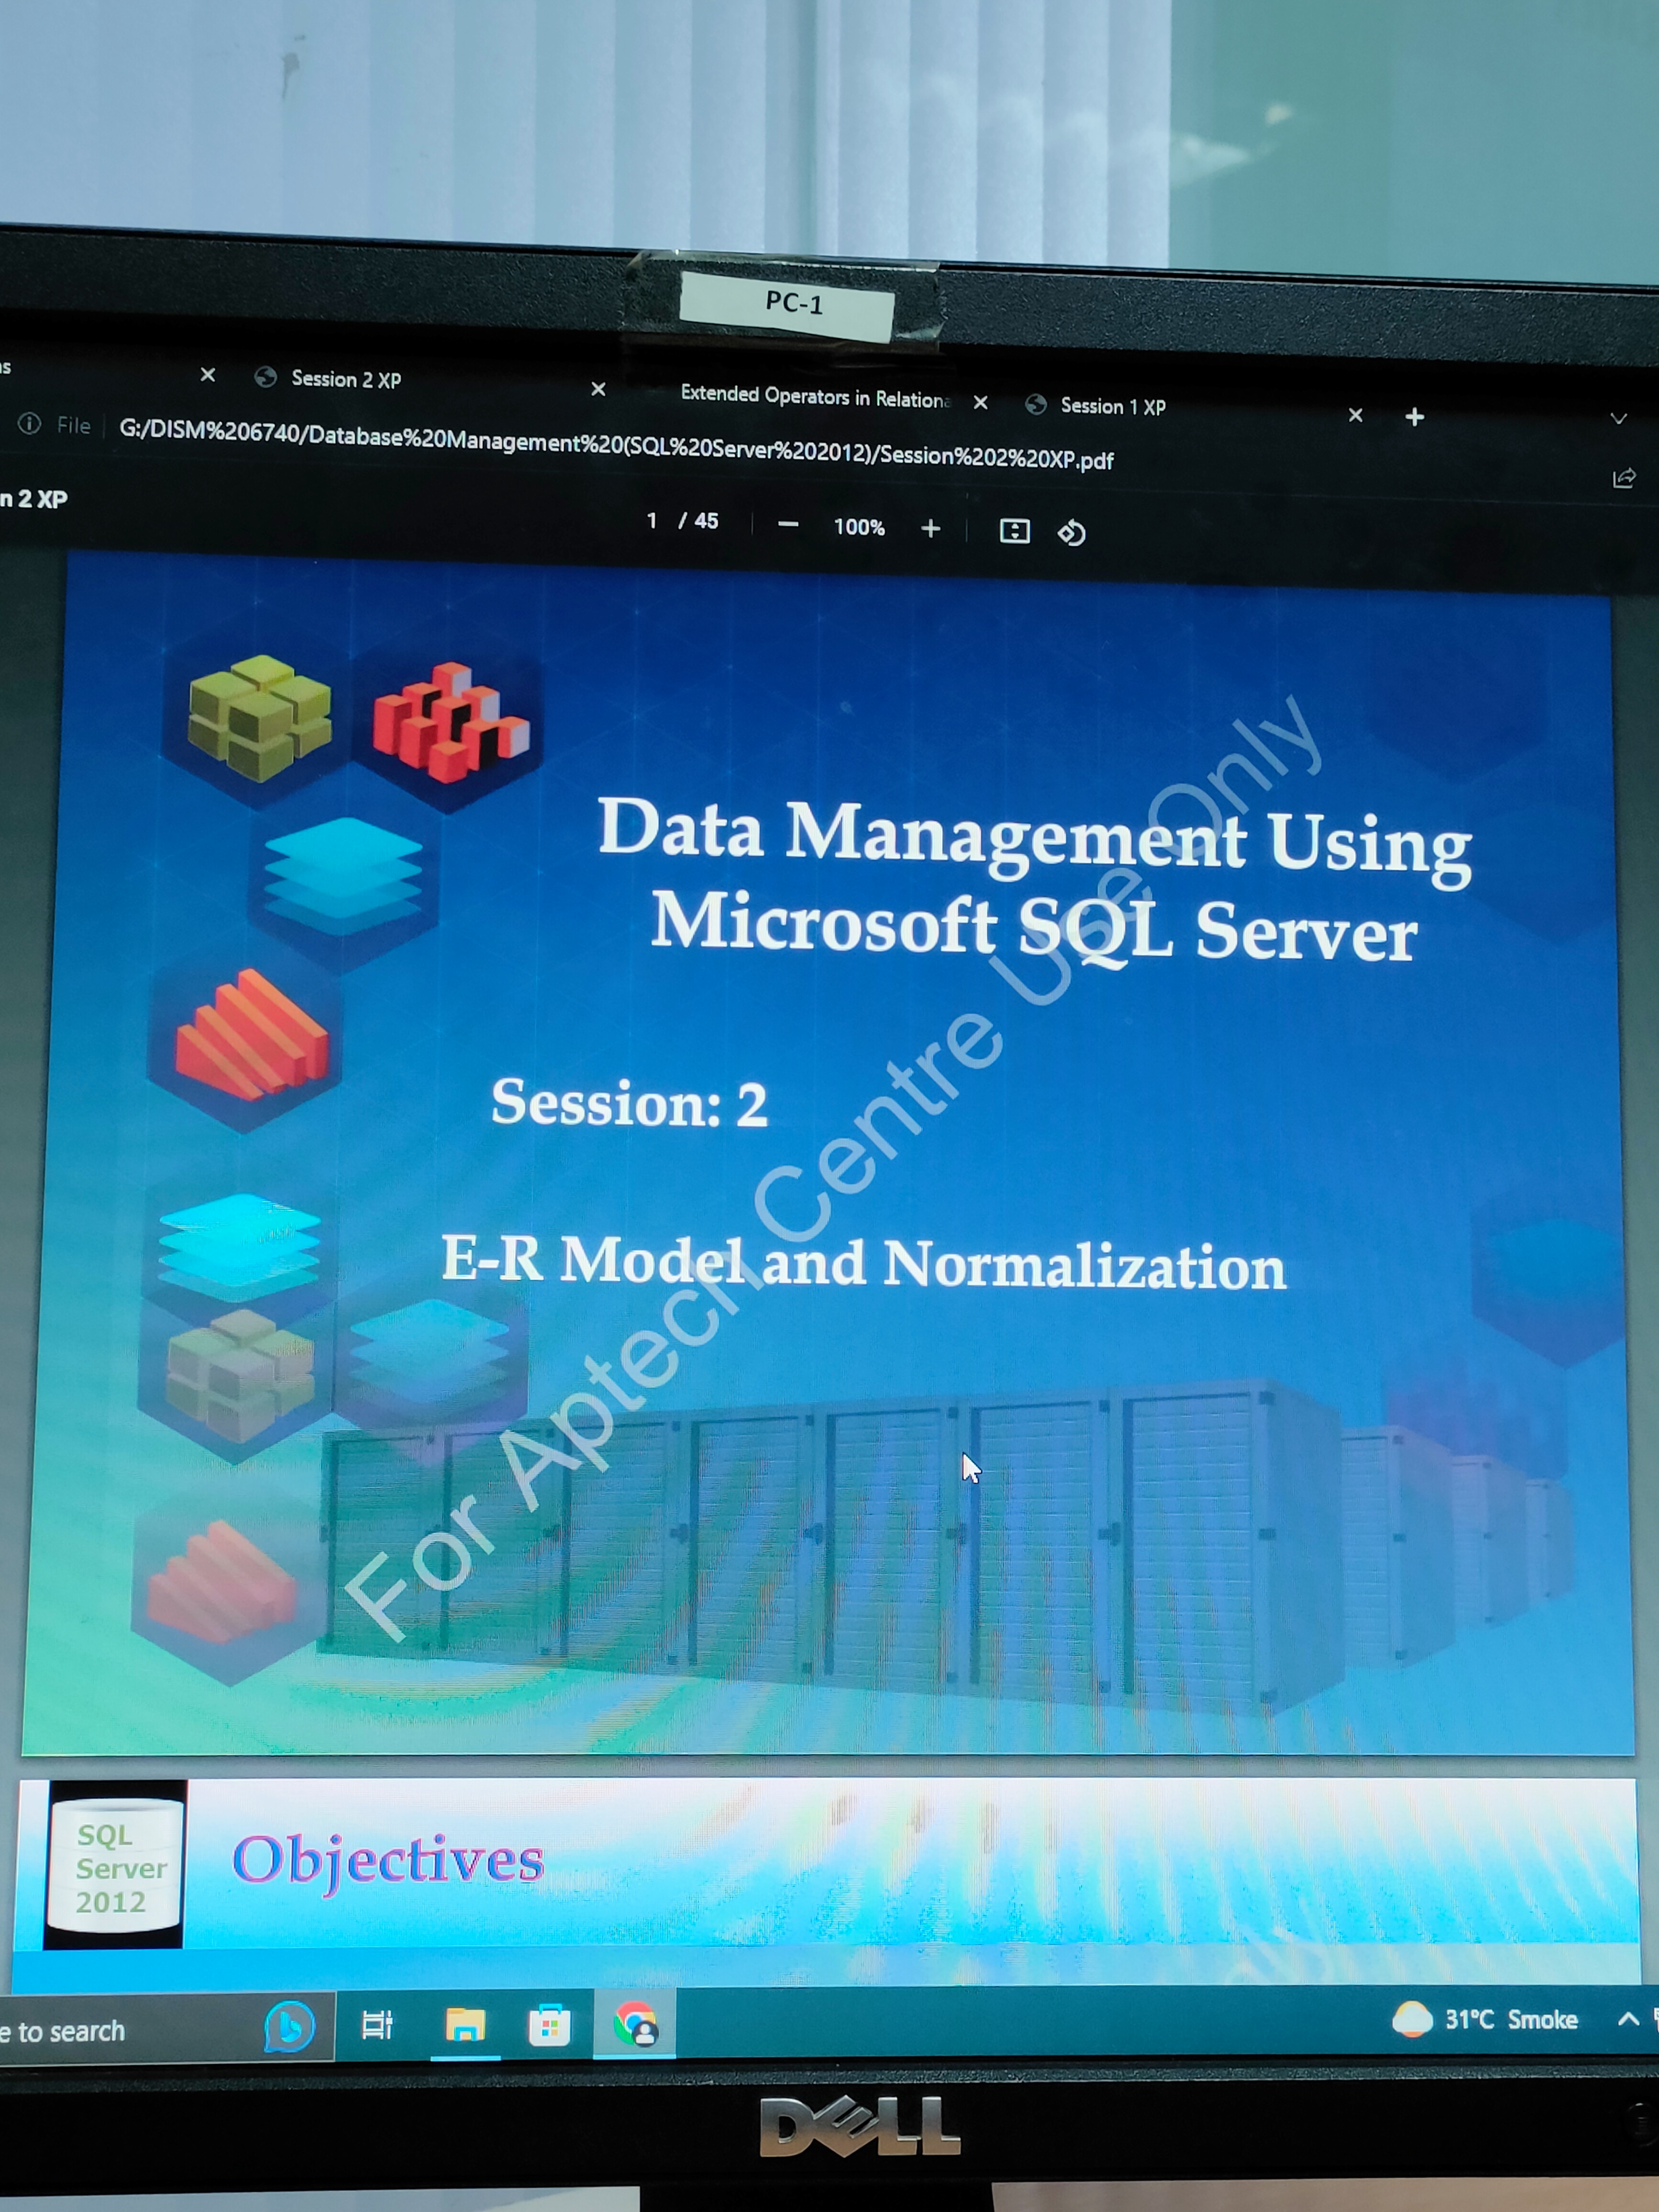 PC-1
Session 2 XP
Extended Operators in Relation
Session 1 XP
File G:/DISM%206740/Database%20Management%20(SQL%20Server%202012)/Session%202%20XP.pdf
n 2 XP
1 / 45
100%
Data Management Using
Microsoft SQL Server
Session: 2
E-R Model and Normalization
For Aptech Centre Use Only
SQL
Server
2012
Objectives
e to search
31°C Smoke
DELL